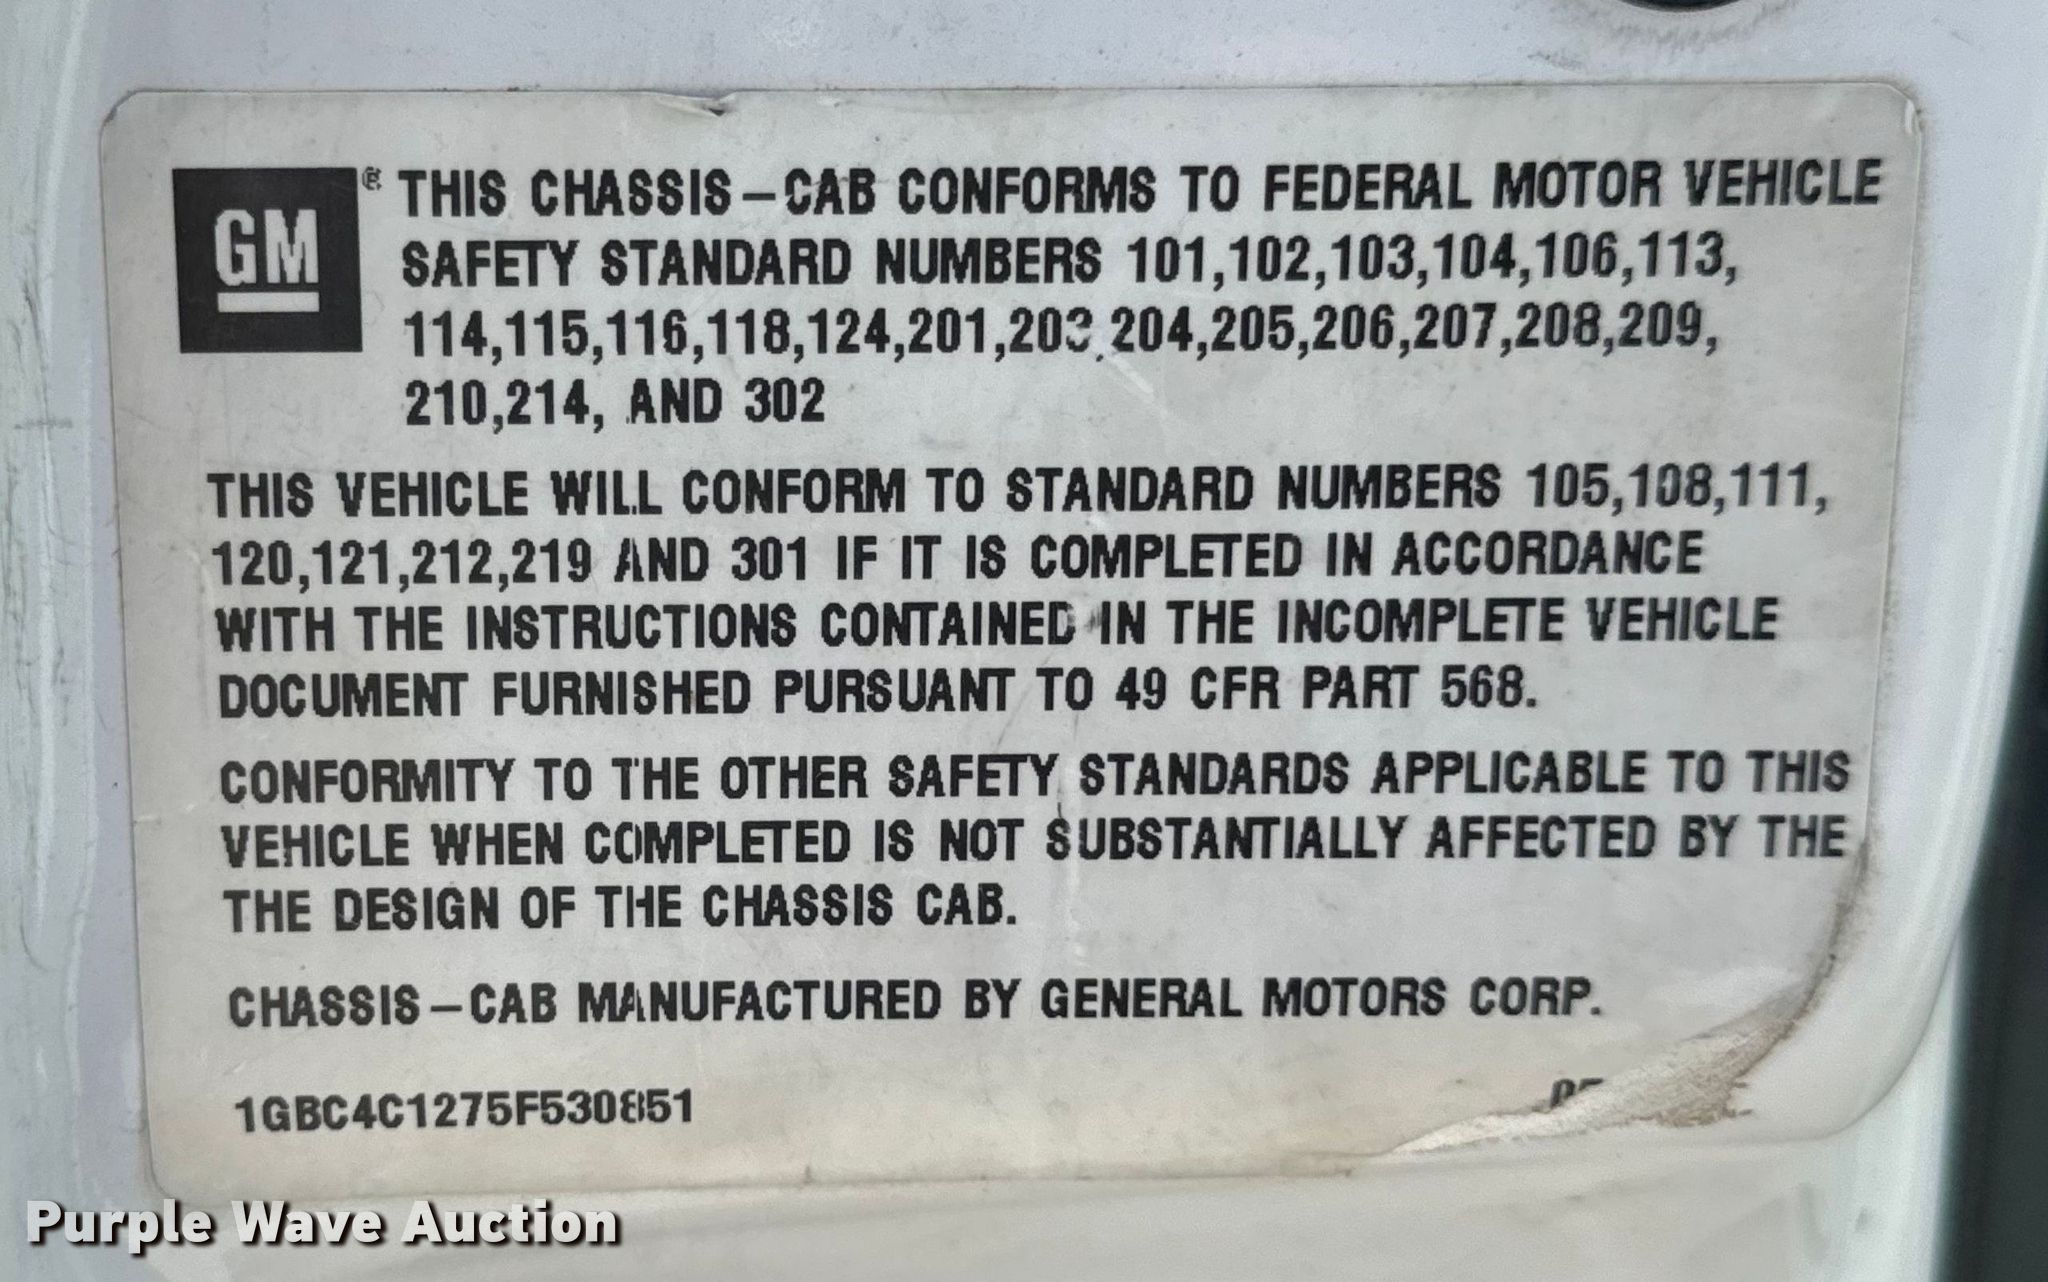 GM® THIS CHASSIS-CAB CONFORMS TO FEDERAL MOTOR VEHICLE
SAFETY STANDARD NUMBERS 101,102,103,104,106,113,
114,115,116,118,124,201,203,204,205,206,207,208,209,
210,214, AND 302
THIS VEHICLE WILL CONFORM TO STANDARD NUMBERS 105,108,111,
120,121,212,219 AND 301 IF IT IS COMPLETED IN ACCORDANCE
WITH THE INSTRUCTIONS CONTAINED IN THE INCOMPLETE VEHICLE
DOCUMENT FURNISHED PURSUANT TO 49 CFR PART 568.
CONFORMITY TO THE OTHER SAFETY STANDARDS APPLICABLE TO THIS
VEHICLE WHEN COMPLETED IS NOT SUBSTANTIALLY AFFECTED BY THE
THE DESIGN OF THE CHASSIS CAB.
CHASSIS-CAB MANUFACTURED BY GENERAL MOTORS CORP.
1GBC4C1275F530851
Purple Wave Auction